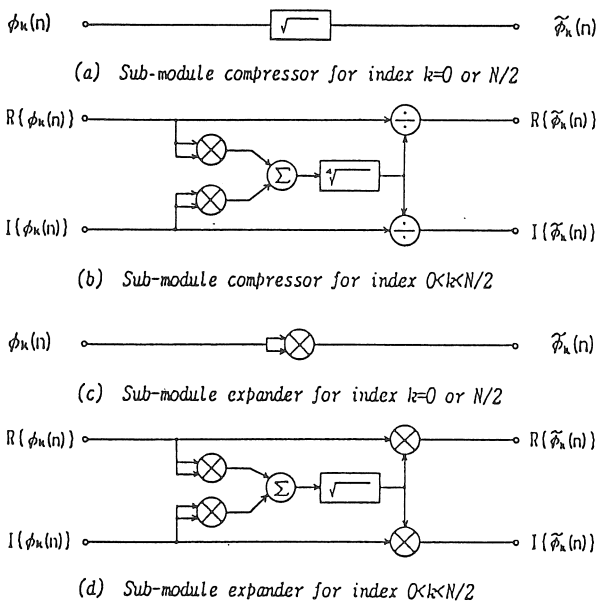 ϕₖ(n) √ ϕ̃ₖ(n)
(a) Sub-module compressor for index k=0 or N/2
R{ϕₖ(n)} ÷ R{ϕ̃ₖ(n)}
Σ ⁴√
I{ϕₖ(n)} ÷ I{ϕ̃ₖ(n)}
(b) Sub-module compressor for index 0<k<N/2
ϕₖ(n) ϕ̃ₖ(n)
(c) Sub-module expander for index k=0 or N/2
R{ϕₖ(n)} R{ϕ̃ₖ(n)}
Σ √
I{ϕₖ(n)} I{ϕ̃ₖ(n)}
(d) Sub-module expander for index 0<k<N/2